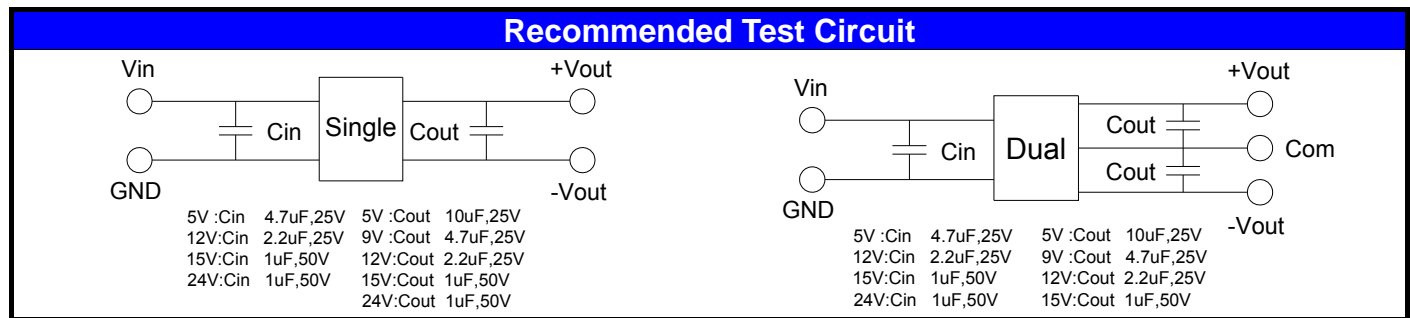 Recommended Test Circuit
Vin
+Vout
Cin
Single
Cout
GND
-Vout
5V :Cin 4.7uF,25V 5V :Cout 10uF,25V
12V:Cin 2.2uF,25V 9V :Cout 4.7uF,25V
15V:Cin 1uF,50V 12V:Cout 2.2uF,25V
24V:Cin 1uF,50V 15V:Cout 1uF,50V
24V:Cout 1uF,50V
Vin
+Vout
Cout
Cin
Dual
Com
Cout
GND
-Vout
5V :Cin 4.7uF,25V 5V :Cout 10uF,25V
12V:Cin 2.2uF,25V 9V :Cout 4.7uF,25V
15V:Cin 1uF,50V 12V:Cout 2.2uF,25V
24V:Cin 1uF,50V 15V:Cout 1uF,50V